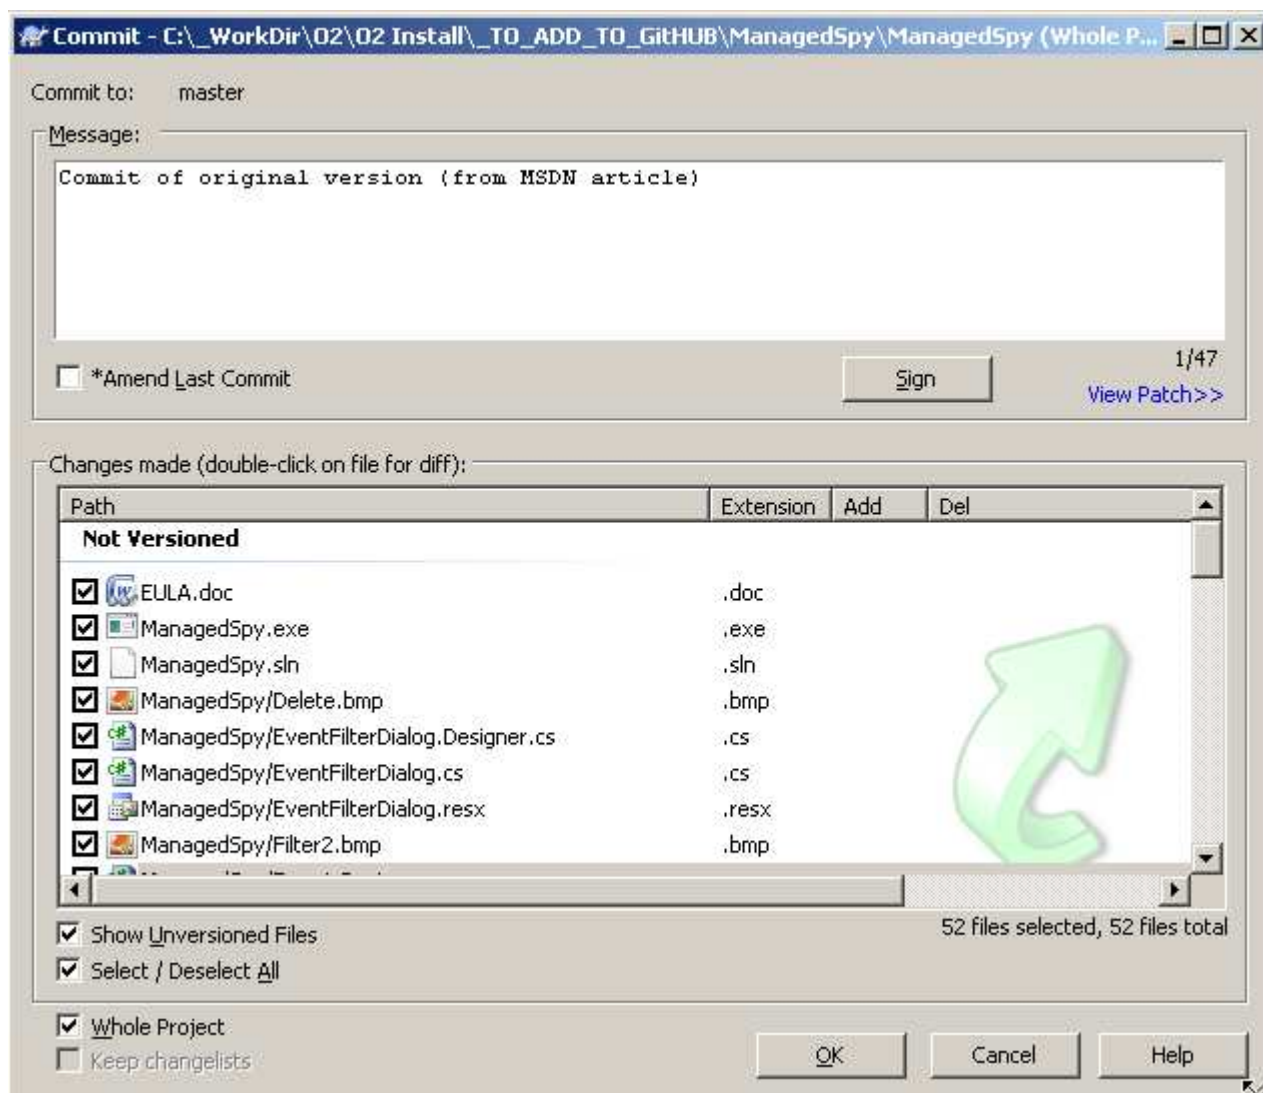 Commit - C:\_WorkDir\O2\O2 Install\_TO_ADD_TO_GitHUB\ManagedSpy\ManagedSpy (Whole P...
Commit to: master
Message:
Commit of original version (from MSDN article)
*Amend Last Commit
Sign
1/47
View Patch>>
Changes made (double-click on file for diff):
Path Extension Add Del
Not Versioned
EULA.doc .doc
ManagedSpy.exe .exe
ManagedSpy.sln .sln
ManagedSpy/Delete.bmp .bmp
ManagedSpy/EventFilterDialog.Designer.cs .cs
ManagedSpy/EventFilterDialog.cs .cs
ManagedSpy/EventFilterDialog.resx .resx
ManagedSpy/Filter2.bmp .bmp
Show Unversioned Files
52 files selected, 52 files total
Select / Deselect All
Whole Project
Keep changelists
OK Cancel Help